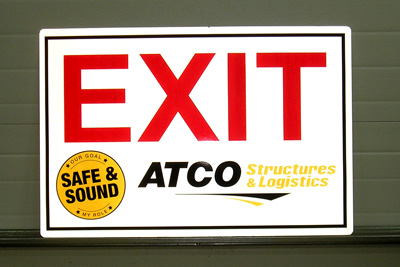 EXIT
OUR GOAL
SAFE &
SOUND
MY ROLE
ATCO
Structures
& Logistics